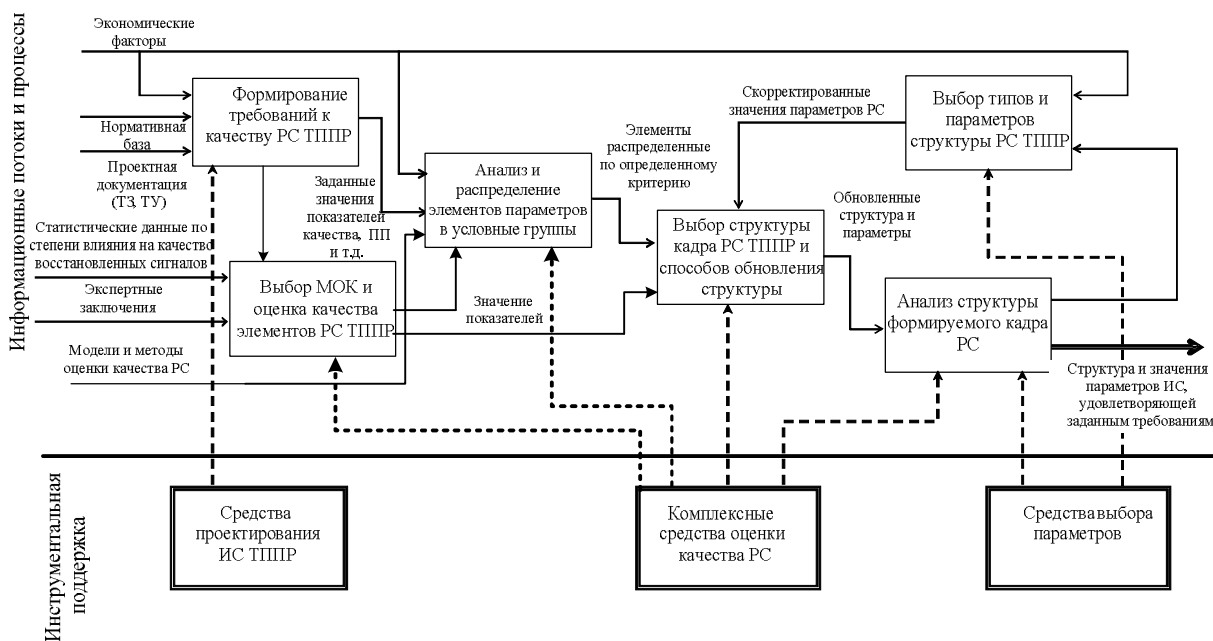 Информационные потоки и процессы
Экономические
факторы
Формирование
требований к
качеству РС ТППР
Нормативная
база
Проектная
документация
(ТЗ, ТУ)
Статистические данные по
степени влияния на качество
восстановленных сигналов
Экспертные
заключения
Модели и методы
оценки качества РС
Выбор МОК и
оценка качества
элементов РС ТППР
Заданные
значения
показателей
качества, ПП
и т.д.
Анализ и
распределение
элементов параметров
в условные группы
Значение
показателей
Элементы
распределенные
по определенному
критерию
Скорректированные
значения параметров РС
Выбор типов и
параметров
структуры РС ТППР
Выбор структуры
кадра РС ТППР и
способов обновления
структуры
Обновленные
структура и
параметры
Анализ структуры
формируемого кадра
РС
Структура и значения
параметров ИС,
удовлетворяющей
заданным требованиям
Инструментальная
поддержка
Средства
проектирования
ИС ТППР
Комплексные
средства оценки
качества РС
Средства выбора
параметров